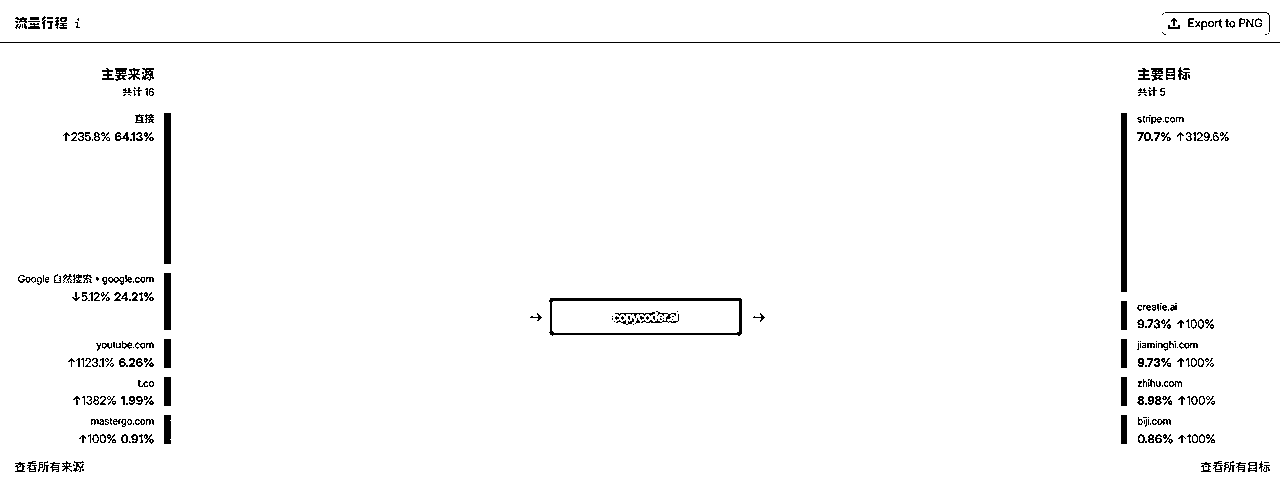 流量行程 i
Export to PNG
主要来源
共计 16
直接
↑235.8% 64.13%
Google 自然搜索 • google.com
↓5.12% 24.21%
youtube.com
↑1123.1% 6.26%
t.co
↑1382% 1.99%
mastergo.com
↑100% 0.91%
查看所有来源
→ copycoder.ai →
主要目标
共计 5
stripe.com
70.7% ↑3129.6%
creatie.ai
9.73% ↑100%
jiaminghi.com
9.73% ↑100%
zhihu.com
8.98% ↑100%
biji.com
0.86% ↑100%
查看所有目标